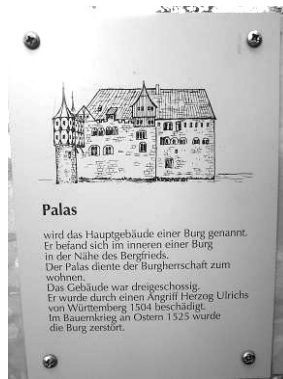 Palas
wird das Hauptgebäude einer Burg genannt.
Er befand sich im inneren einer Burg
in der Nähe des Bergfrieds.
Der Palas diente der Burgherrschaft zum
wohnen.
Das Gebäude war dreigeschossig.
Er wurde durch einen Angriff Herzog Ulrichs
von Württemberg 1504 beschädigt.
Im Bauernkrieg an Ostern 1525 wurde
die Burg zerstört.